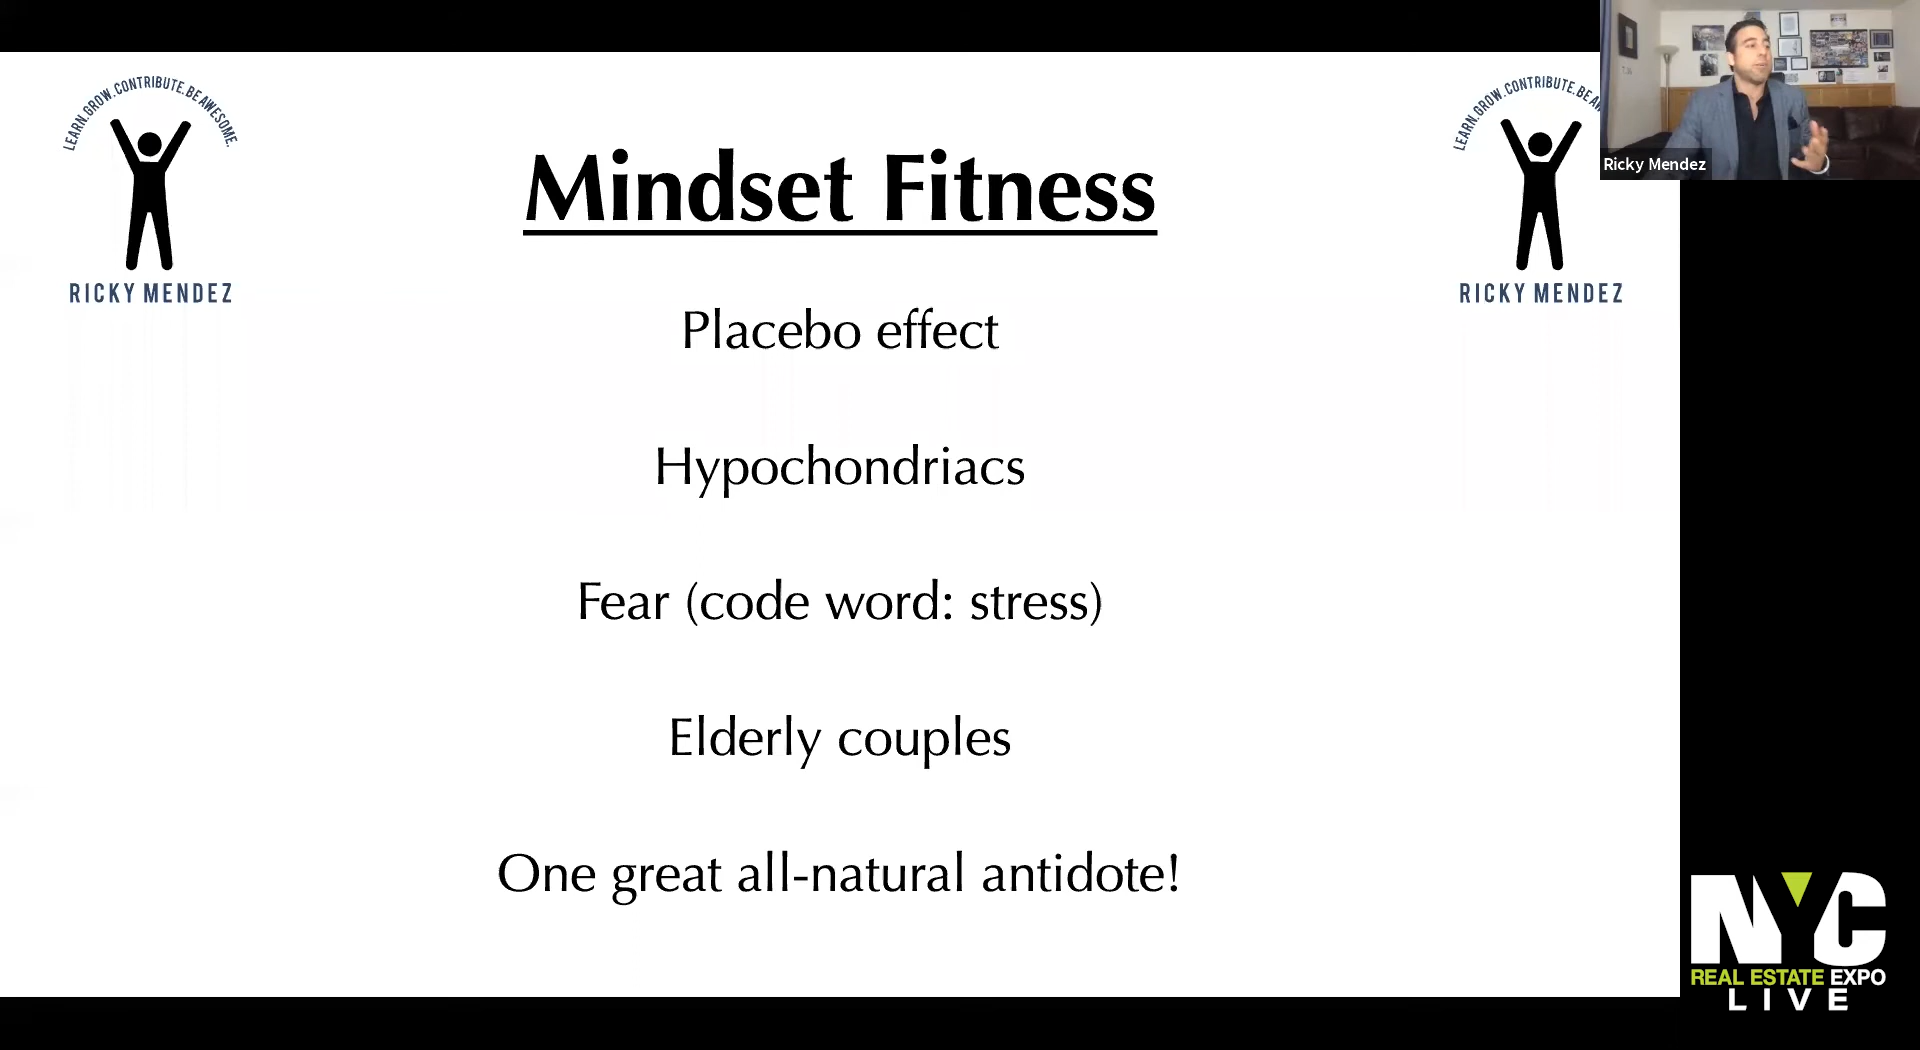 LEARN.GROW.CONTRIBUTE.BE AWESOME.
RICKY MENDEZ
Mindset Fitness
Placebo effect
Hypochondriacs
Fear (code word: stress)
Elderly couples
One great all-natural antidote!
LEARN.GROW.CONTRIBUTE.BE
RICKY MENDEZ
Ricky Mendez
NYC
REAL ESTATE EXPO
LIVE